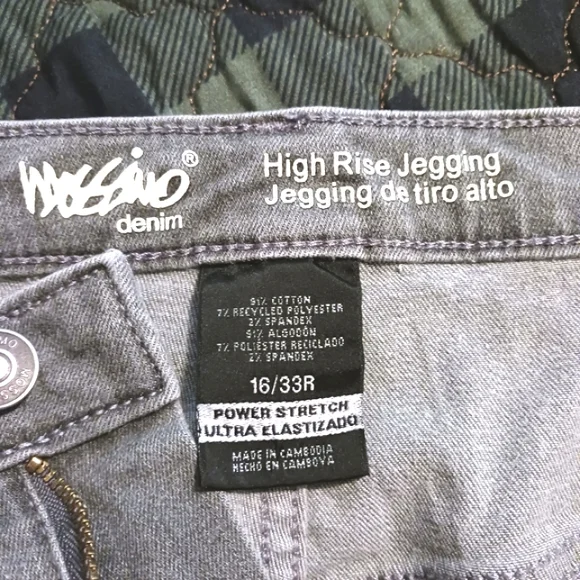 Mossimo®
denim
High Rise Jegging
Jegging de tiro alto
91% COTTON
7% RECYCLED POLYESTER
2% SPANDEX
91% ALGODÓN
7% POLIÉSTER RECICLADO
2% SPANDEX
16/33R
POWER STRETCH
ULTRA ELASTIZADO
MADE IN CAMBODIA
HECHO EN CAMBOYA